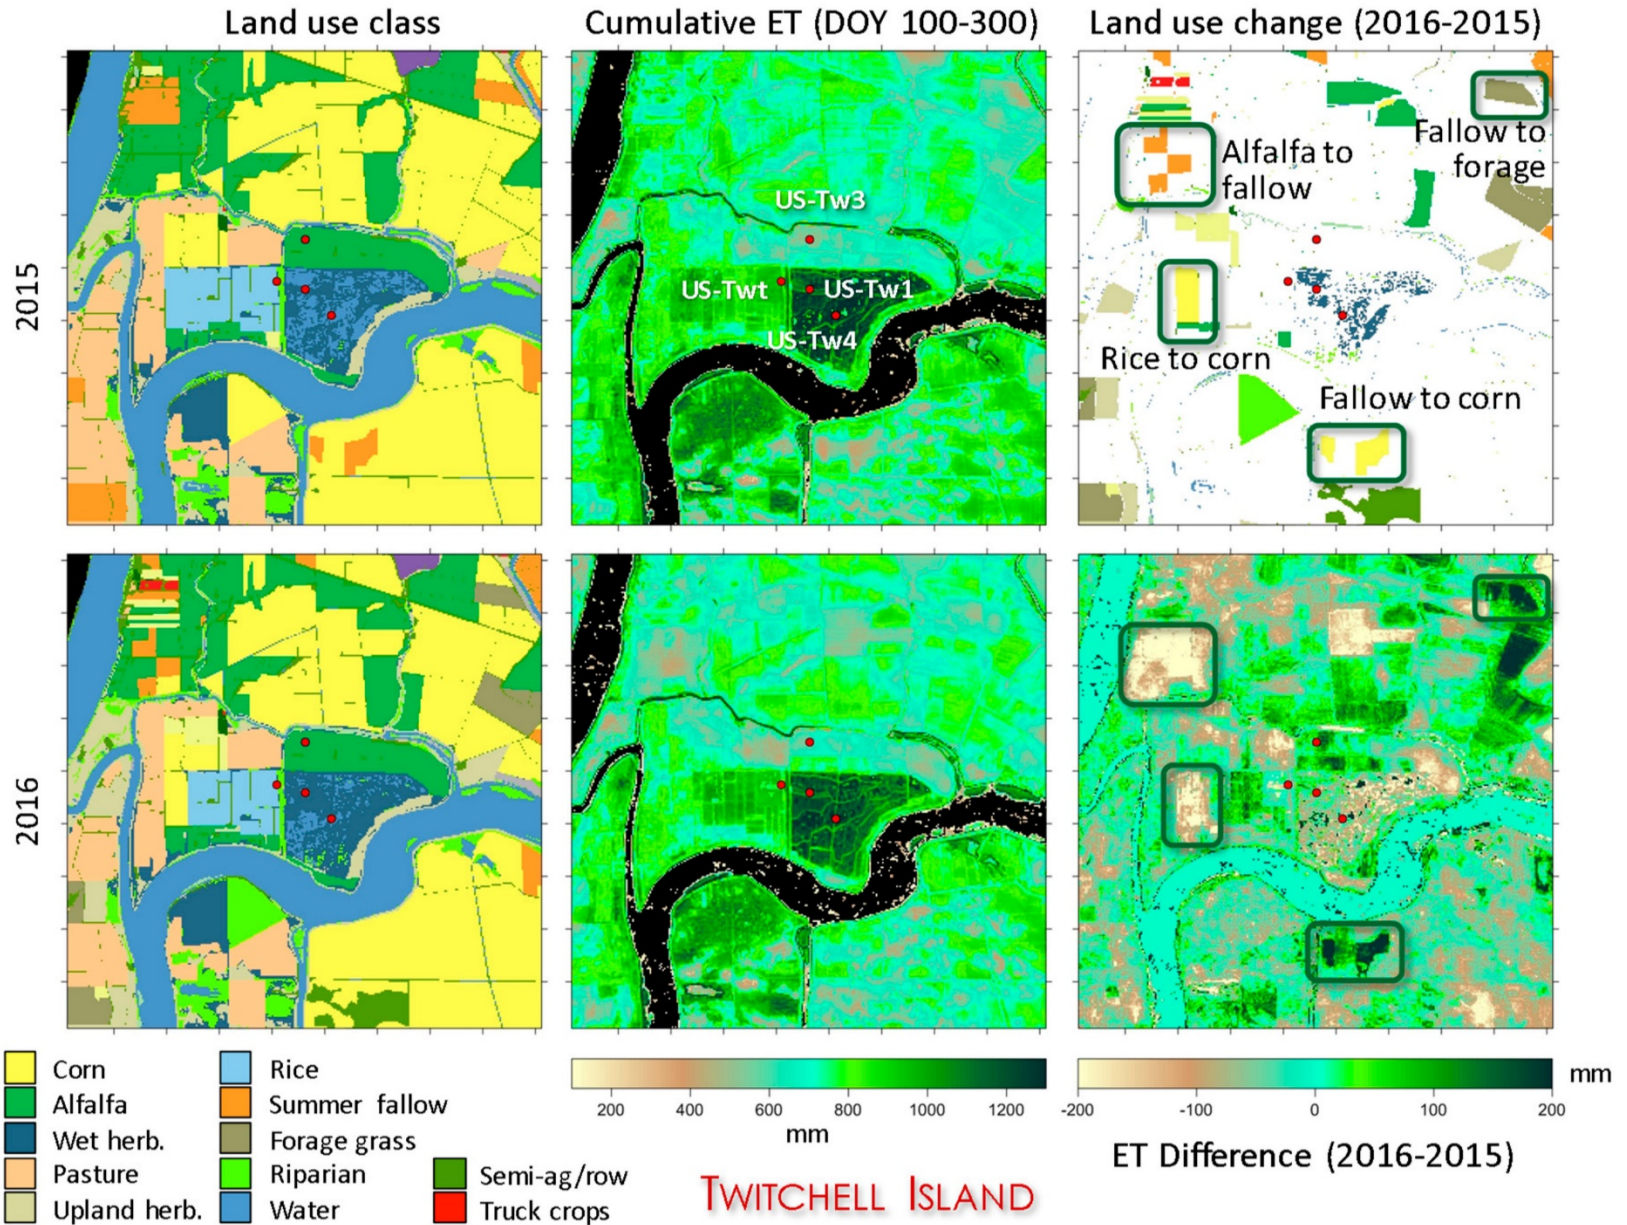 Land use class
Cumulative ET (DOY 100-300)
Land use change (2016-2015)
2015
US-Tw3
US-Twt
US-Tw1
US-Tw4
Alfalfa to
fallow
Fallow to
forage
Rice to corn
Fallow to corn
2016
Corn
Alfalfa
Wet herb.
Pasture
Upland herb.
Rice
Summer fallow
Forage grass
Riparian
Water
Semi-ag/row
Truck crops
200 400 600 800 1000 1200
mm
-200 -100 0 100 200
mm
ET Difference (2016-2015)
TWITCHELL ISLAND